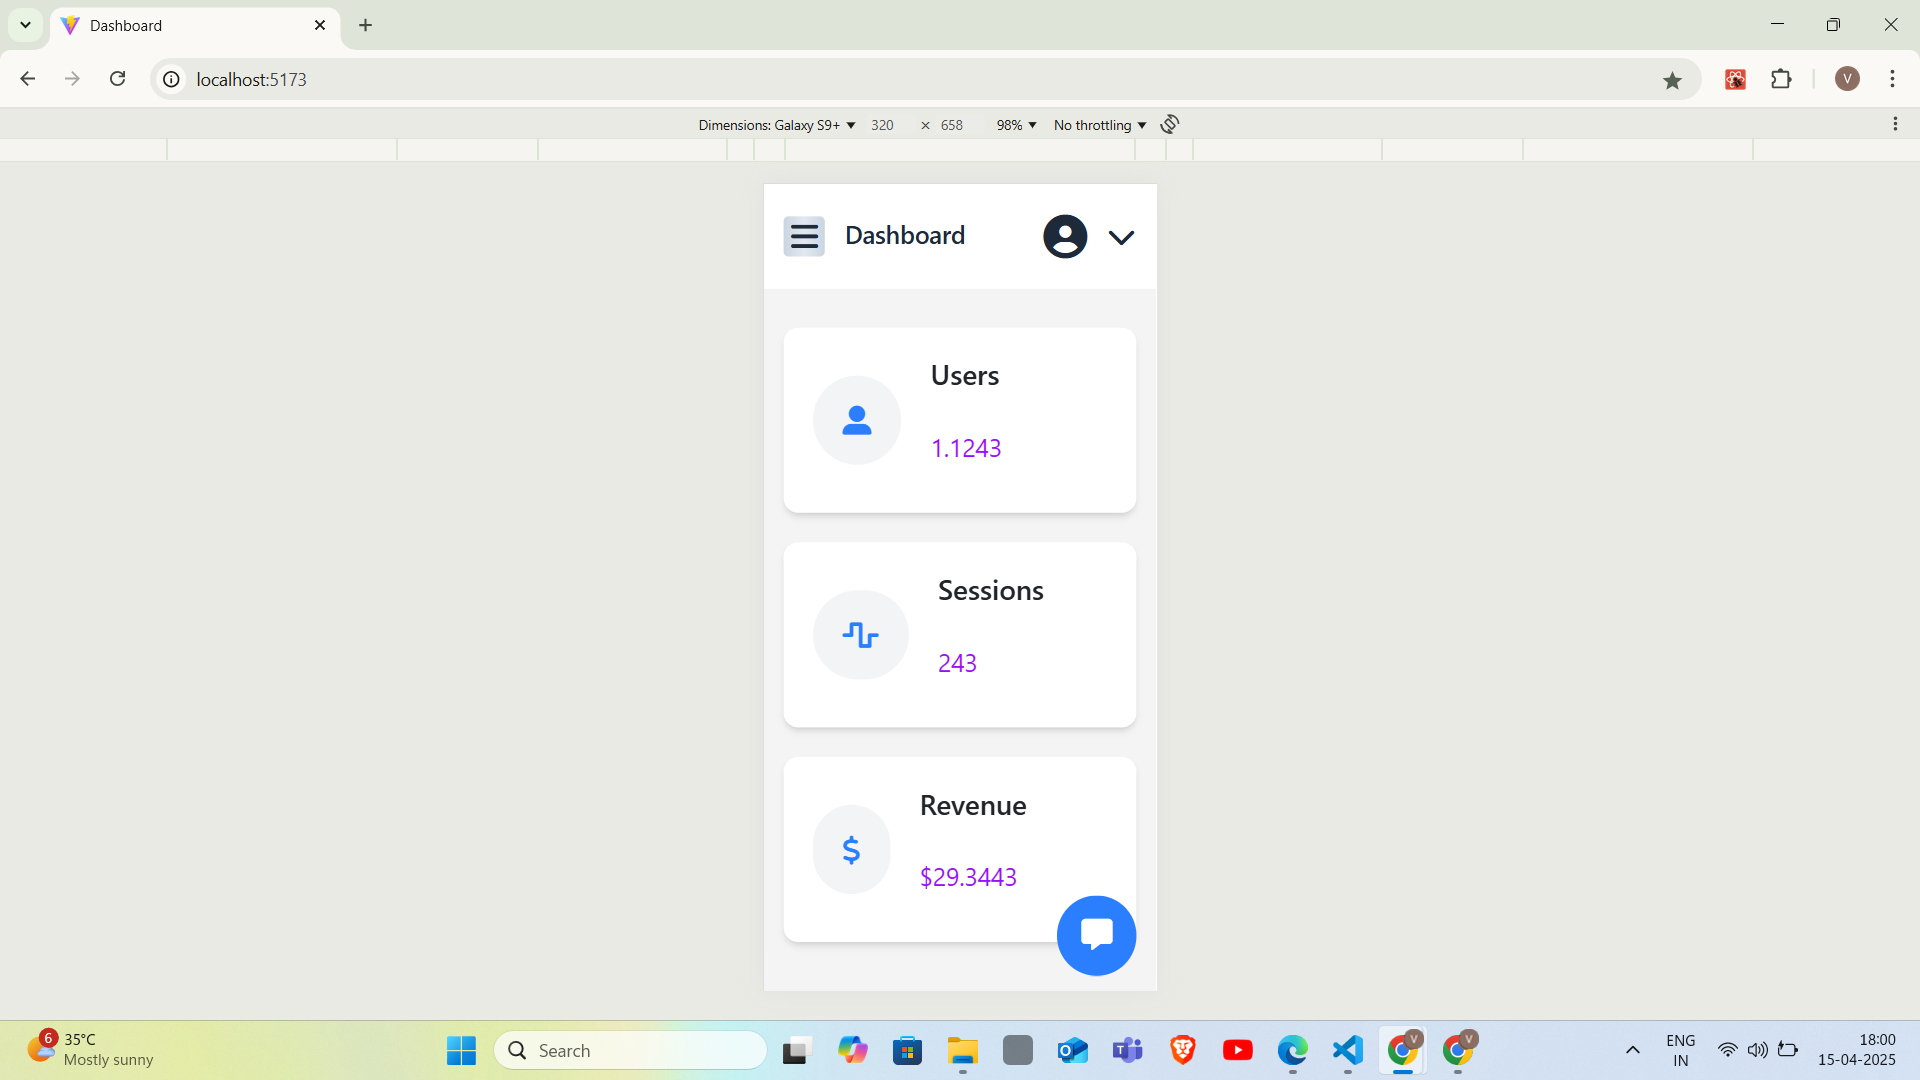 Dashboard
localhost:5173
V
Dimensions: Galaxy S9+ 320 × 658 98% No throttling
Dashboard
Users
1.1243
Sessions
243
Revenue
$
$29.3443
6
35°C
Mostly sunny
Search
V
V
ENG
IN
18:00
15-04-2025